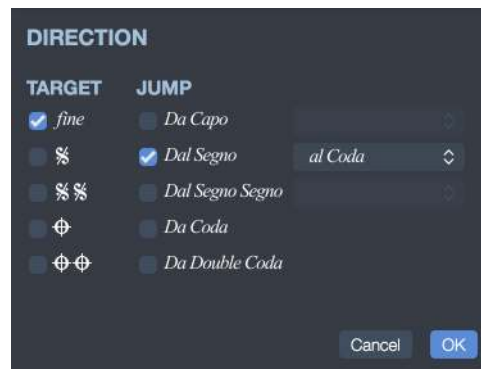 DIRECTION
TARGET JUMP
fine Da Capo
𝄋 Dal Segno al Coda
𝄋𝄋 Dal Segno Segno
𝄌 Da Coda
𝄌𝄌 Da Double Coda
Cancel OK